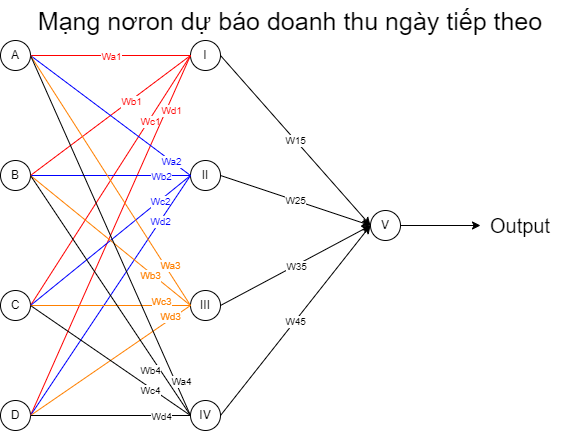 Mạng nơron dự báo doanh thu ngày tiếp theo
A
I
Wa1
Wb1
Wd1
Wc1
W15
Wa2
B
II
Wb2
Wc2
W25
Wd2
V
Output
Wa3
W35
Wb3
C
III
Wc3
Wd3
W45
Wb4
Wa4
Wc4
D
IV
Wd4